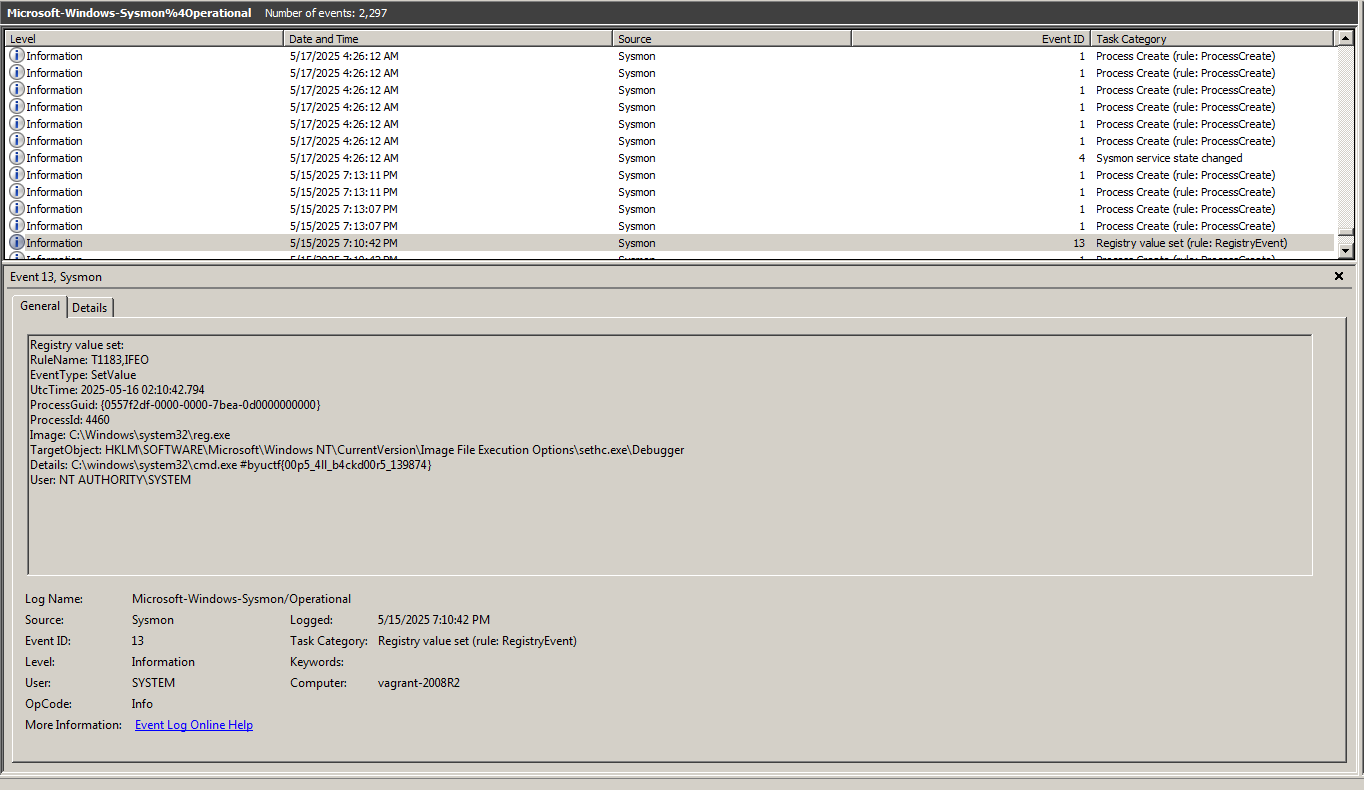 Microsoft-Windows-Sysmon%4Operational Number of events: 2,297
Level Date and Time Source Event ID Task Category
Information 5/17/2025 4:26:12 AM Sysmon 1 Process Create (rule: ProcessCreate)
Information 5/17/2025 4:26:12 AM Sysmon 1 Process Create (rule: ProcessCreate)
Information 5/17/2025 4:26:12 AM Sysmon 1 Process Create (rule: ProcessCreate)
Information 5/17/2025 4:26:12 AM Sysmon 1 Process Create (rule: ProcessCreate)
Information 5/17/2025 4:26:12 AM Sysmon 1 Process Create (rule: ProcessCreate)
Information 5/17/2025 4:26:12 AM Sysmon 1 Process Create (rule: ProcessCreate)
Information 5/17/2025 4:26:12 AM Sysmon 4 Sysmon service state changed
Information 5/15/2025 7:13:11 PM Sysmon 1 Process Create (rule: ProcessCreate)
Information 5/15/2025 7:13:11 PM Sysmon 1 Process Create (rule: ProcessCreate)
Information 5/15/2025 7:13:07 PM Sysmon 1 Process Create (rule: ProcessCreate)
Information 5/15/2025 7:13:07 PM Sysmon 1 Process Create (rule: ProcessCreate)
Information 5/15/2025 7:10:42 PM Sysmon 13 Registry value set (rule: RegistryEvent)
Event 13, Sysmon
General Details
Registry value set:
RuleName: T1183,IFEO
EventType: SetValue
UtcTime: 2025-05-16 02:10:42.794
ProcessGuid: {0557f2df-0000-0000-7bea-0d0000000000}
ProcessId: 4460
Image: C:\Windows\system32\reg.exe
TargetObject: HKLM\SOFTWARE\Microsoft\Windows NT\CurrentVersion\Image File Execution Options\sethc.exe\Debugger
Details: C:\windows\system32\cmd.exe #byuctf{00p5_4ll_b4ckd00r5_139874}
User: NT AUTHORITY\SYSTEM
Log Name: Microsoft-Windows-Sysmon/Operational
Source: Sysmon Logged: 5/15/2025 7:10:42 PM
Event ID: 13 Task Category: Registry value set (rule: RegistryEvent)
Level: Information Keywords:
User: SYSTEM Computer: vagrant-2008R2
OpCode: Info
More Information: Event Log Online Help